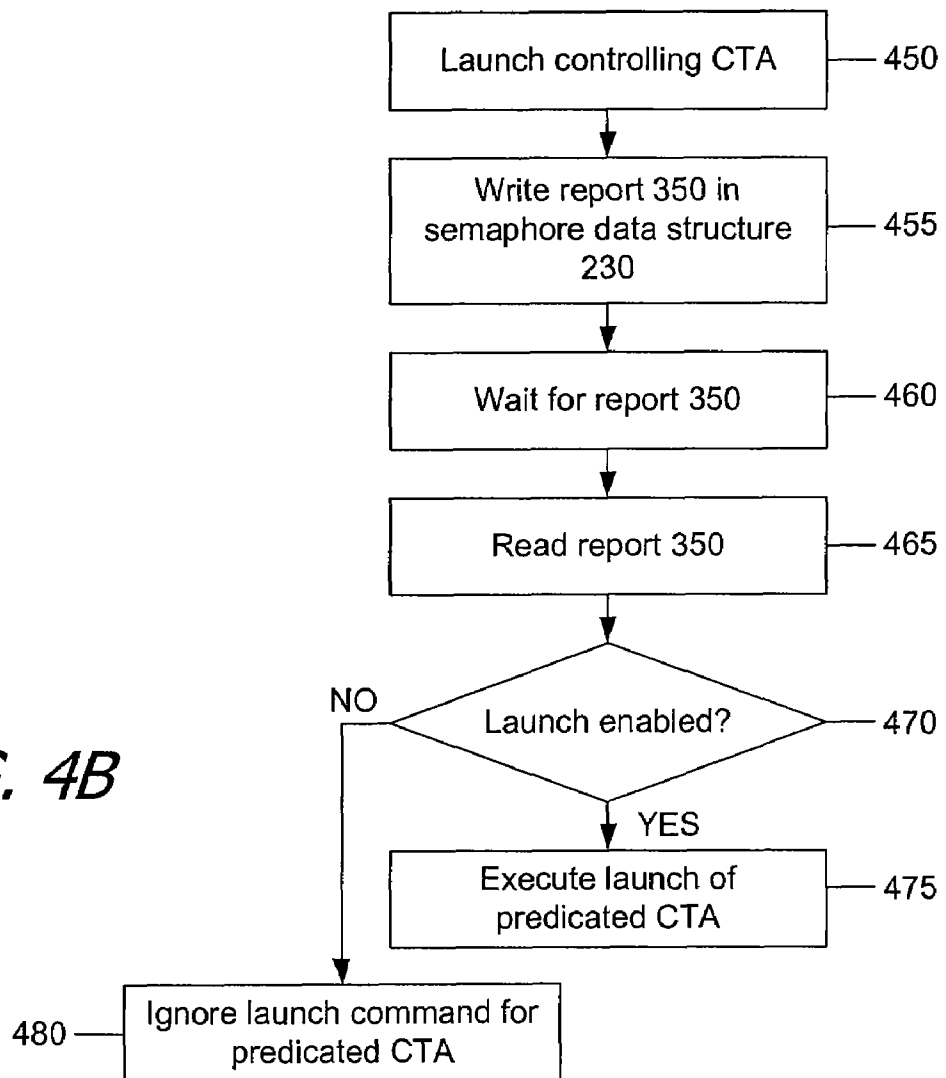 Launch controlling CTA
450
Write report 350 in
semaphore data structure
230
455
Wait for report 350
460
Read report 350
465
NO
Launch enabled?
470
. 4B
YES
Execute launch of
predicated CTA
475
Ignore launch command for
predicated CTA
480